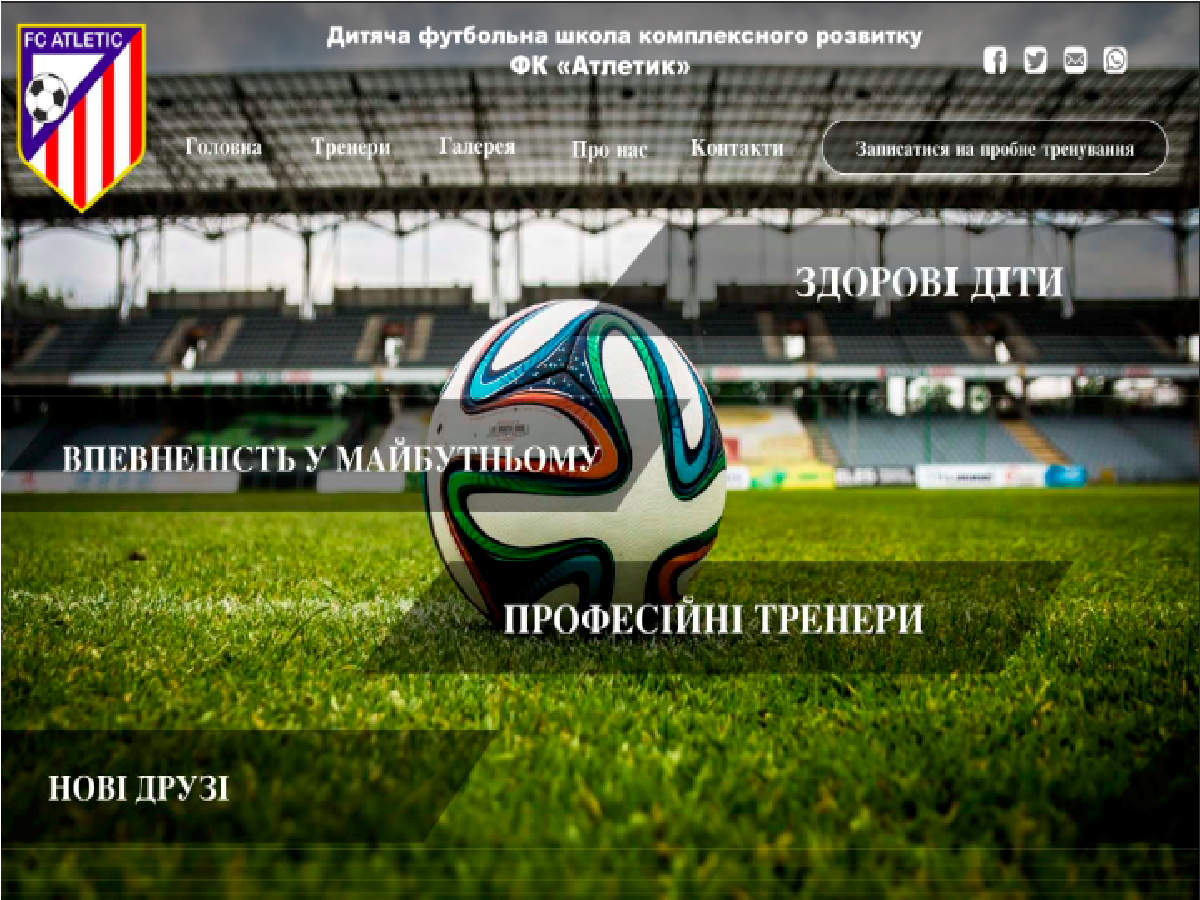 FC ATLETIC
Дитяча футбольна школа комплексного розвитку
ФК «Атлетик»
Головна
Тренери
Галерея
Про нас
Контакти
Записатися на пробне тренування
ЗДОРОВІ ДІТИ
ВПЕВНЕНІСТЬ У МАЙБУТНЬОМУ
ПРОФЕСІЙНІ ТРЕНЕРИ
НОВІ ДРУЗІ